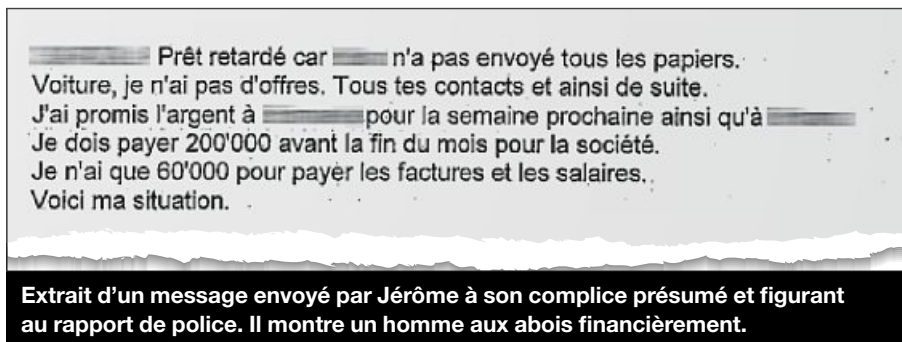 Prêt retardé car n'a pas envoyé tous les papiers.
Voiture, je n'ai pas d'offres. Tous tes contacts et ainsi de suite.
J'ai promis l'argent à pour la semaine prochaine ainsi qu'à
Je dois payer 200'000 avant la fin du mois pour la société.
Je n'ai que 60'000 pour payer les factures et les salaires.
Voici ma situation.
Extrait d'un message envoyé par Jérôme à son complice présumé et figurant
au rapport de police. Il montre un homme aux abois financièrement.